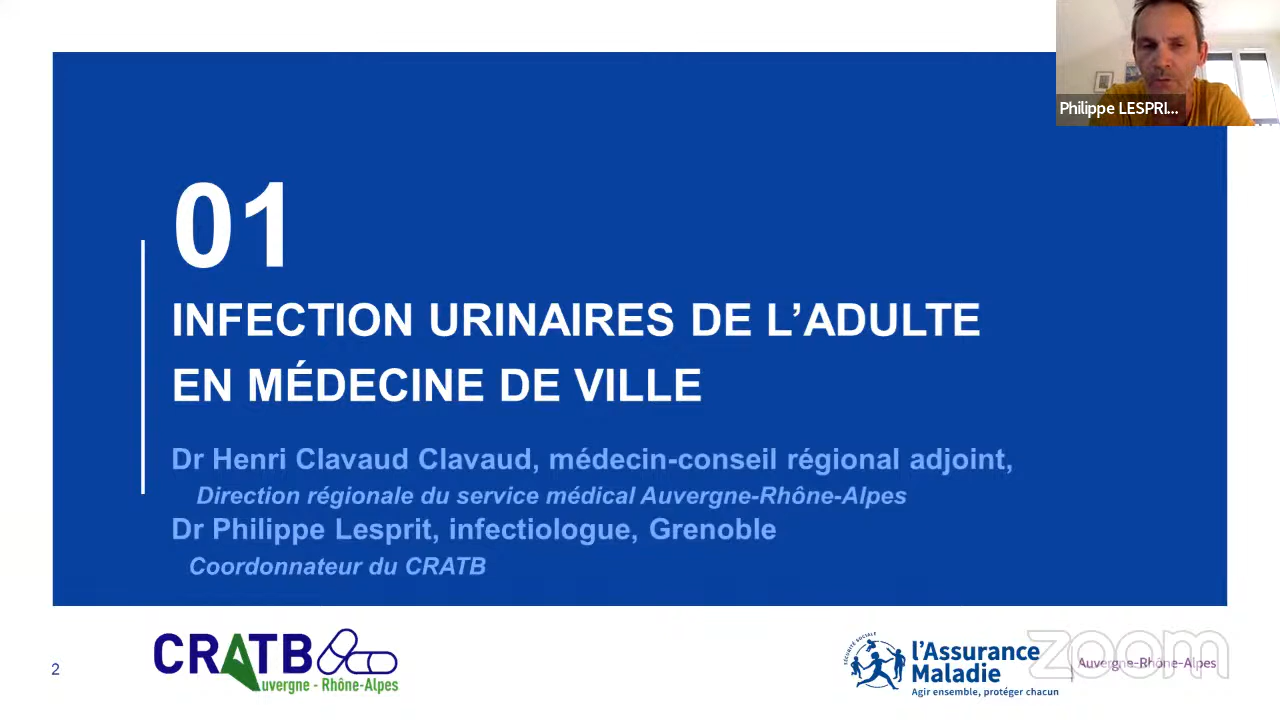 Philippe LESPRI...
01
INFECTION URINAIRES DE L’ADULTE
EN MÉDECINE DE VILLE
Dr Henri Clavaud Clavaud, médecin-conseil régional adjoint,
Direction régionale du service médical Auvergne-Rhône-Alpes
Dr Philippe Lesprit, infectiologue, Grenoble
Coordonnateur du CRATB
2
CRATB
Auvergne - Rhône-Alpes
SÉCURITÉ SOCIALE
l'Assurance
Maladie
Agir ensemble, protéger chacun
Auvergne-Rhône-Alpes
zoom